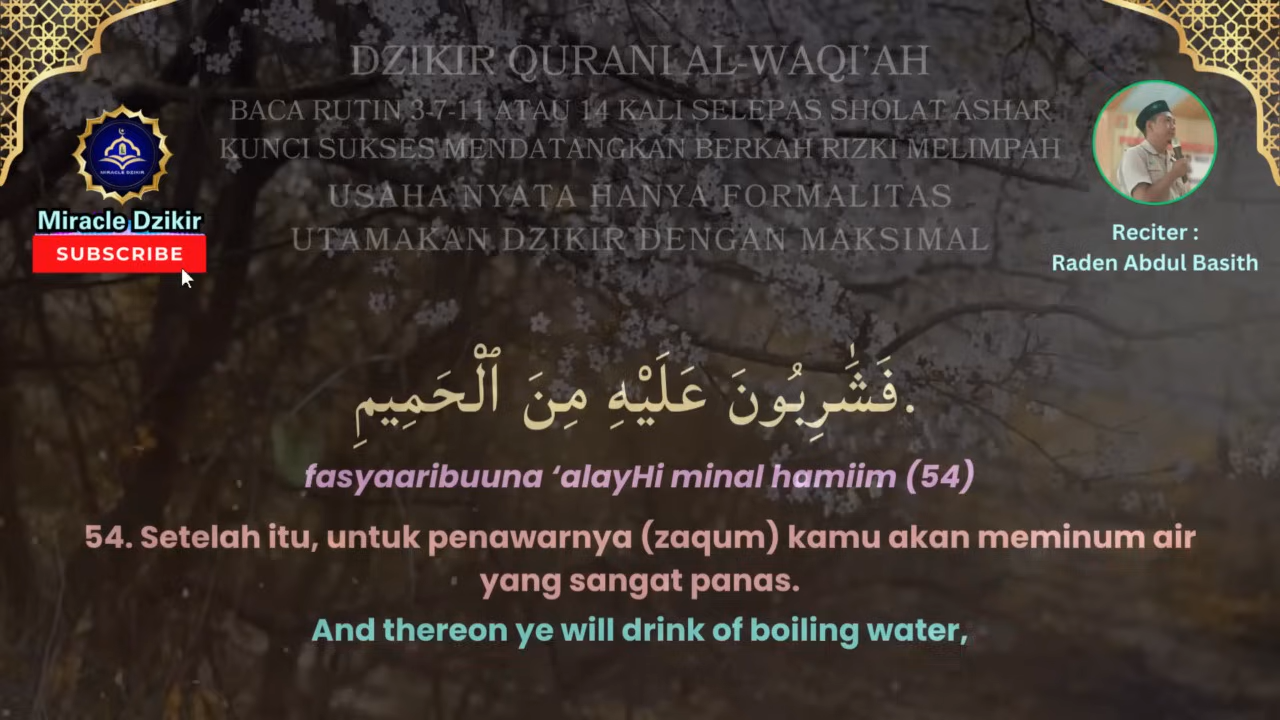 DZIKIR QURANI AL-WAQI'AH
BACA RUTIN 3-7-11 ATAU 14 KALI SELEPAS SHOLAT ASHAR
KUNCI SUKSES MENDATANGKAN BERKAH RIZKI MELIMPAH
USAHA NYATA HANYA FORMALITAS
UTAMAKAN DZIKIR DENGAN MAKSIMAL
MIRACLE DZIKIR
Miracle Dzikir
SUBSCRIBE
Reciter :
Raden Abdul Basith
فَشَٰرِبُونَ عَلَيْهِ مِنَ ٱلْحَمِيمِ.
fasyaaribuuna ‘alayHi minal hamiim (54)
54. Setelah itu, untuk penawarnya (zaqum) kamu akan meminum air
yang sangat panas.
And thereon ye will drink of boiling water,